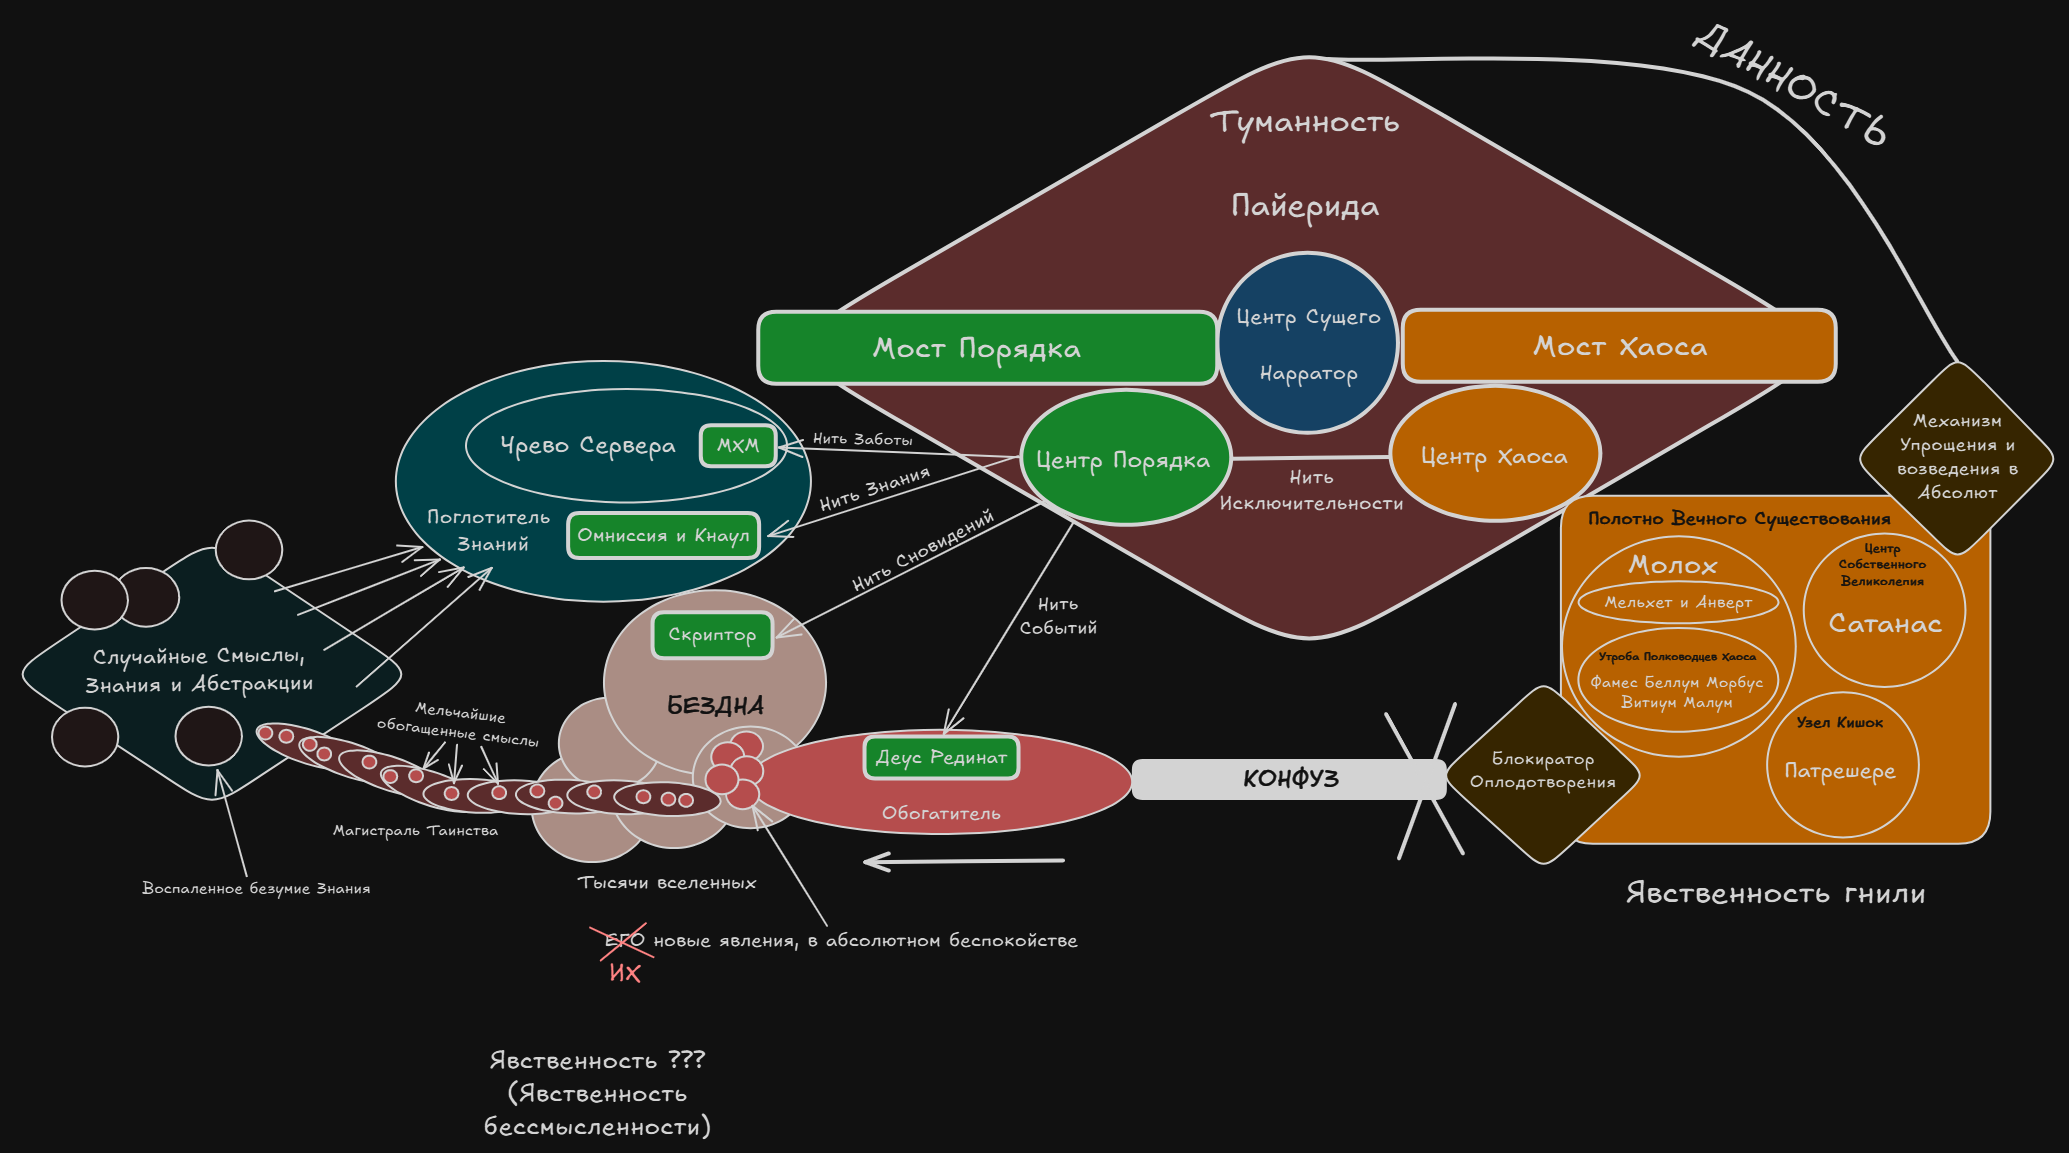 ДАННОСТЬ
Туманность
Пайерида
Центр Сущего
Нарратор
Мост Порядка
Мост Хаоса
Центр Порядка
Центр Хаоса
Нить
Исключительности
Механизм
Упрощения и
возведения в
Абсолют
Чрево Сервера
МХМ
Нить Заботы
Нить Знания
Поглотитель
Знаний
Омниссия и Кнаул
Нить Сновидений
Нить
Событий
Полотно Вечного Существования
Молох
Мельхет и Анверт
Утроба Полководцев Хаоса
Фамес Беллум Морбус
Витиум Малум
Центр
Собственного
Великолепия
Сатанас
Узел Кишок
Патрешере
Явственность гнили
Скриптор
БЕЗДНА
Случайные Смыслы,
Знания и Абстракции
Мельчайшие
обогащенные смыслы
Деус Рединат
Обогатитель
КОНФУЗ
Блокиратор
Оплодотворения
Магистраль Таинства
Воспаленное безумие Знания
Тысячи вселенных
ЕГО новые явления, в абсолютном беспокойстве
ИХ
Явственность ???
(Явственность
бессмысленности)